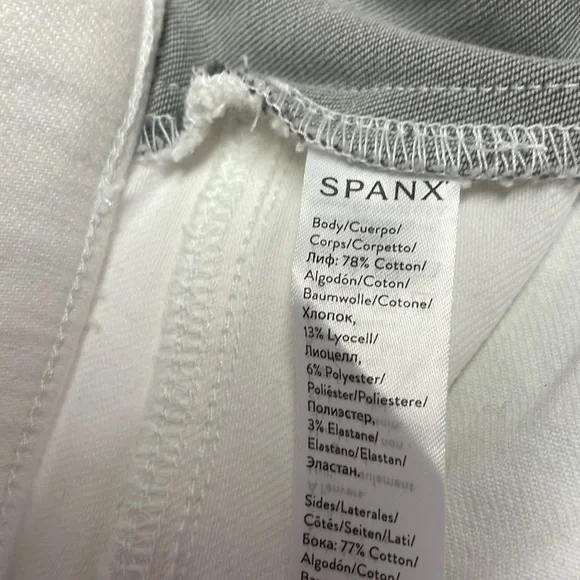 SPANX
Body/Cuerpo/
Corps/Corpetto/
Лиф: 78% Cotton/
Algodón/Coton/
Baumwolle/Cotone/
Хлопок,
13% Lyocell/
Лиоцелл,
6% Polyester/
Poliéster/Poliestere/
Полиэстер,
3% Elastane/
Elastano/Elastan/
Эластан.
Sides/Laterales/
Côtés/Seiten/Lati/
Бока: 77% Cotton/
Algodón/Coton/